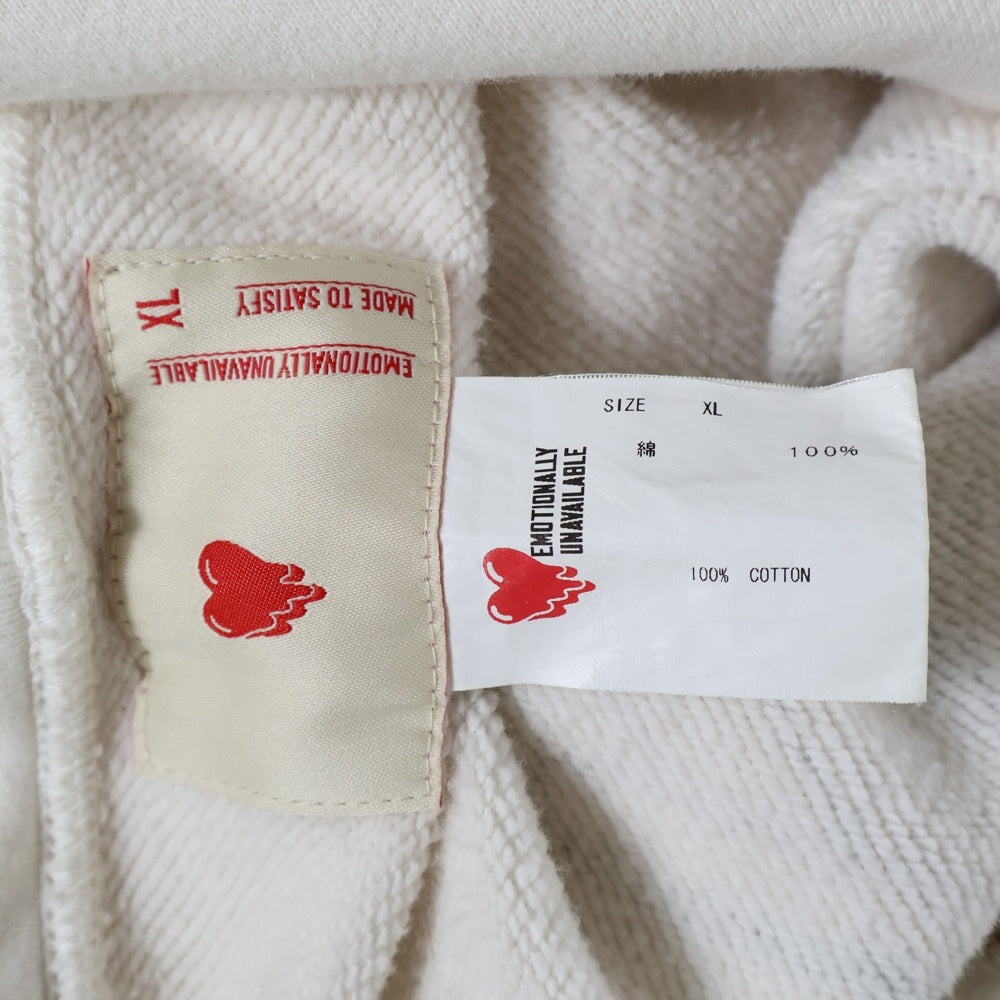 MADE TO SATISFY
XL
EMOTIONALLY UNAVAILABLE
SIZE XL
綿 100%
EMOTIONALLY
UNAVAILABLE
100% COTTON